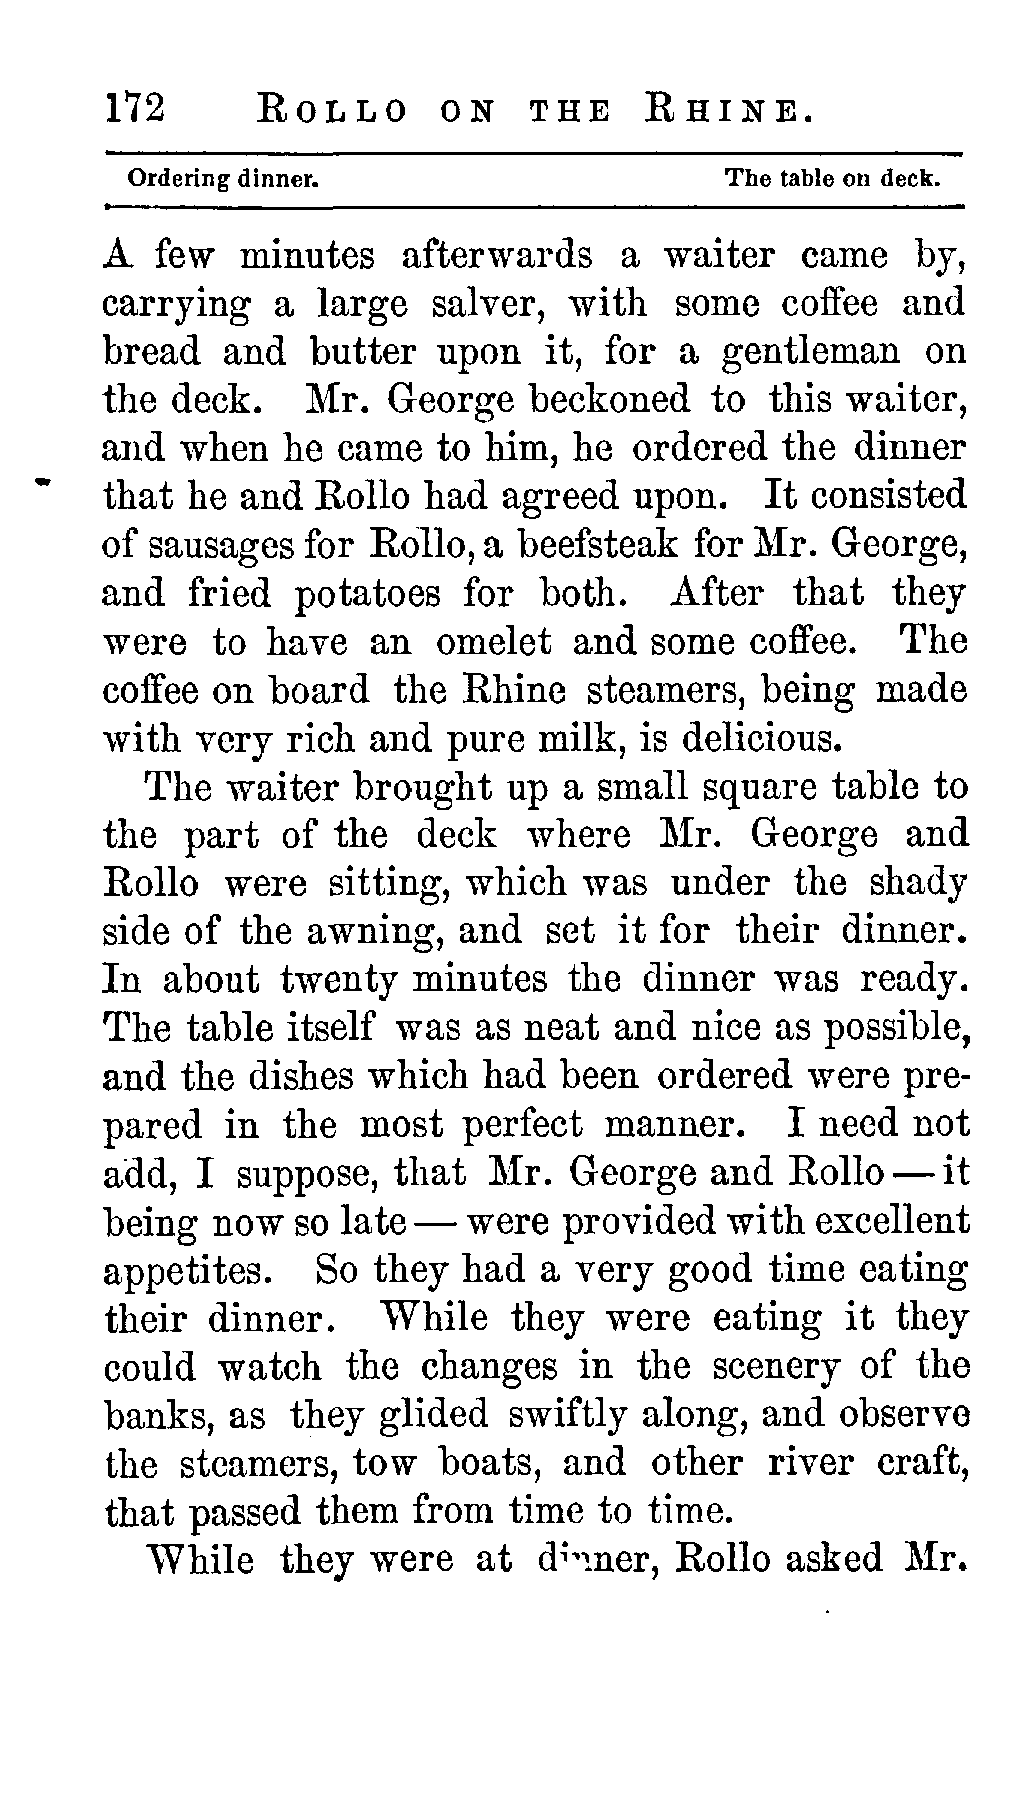 172 ROLLO ON THE RHINE.
Ordering dinner. The table on deck.
A few minutes afterwards a waiter came by,
carrying a large salver, with some coffee and
bread and butter upon it, for a gentleman on
the deck. Mr. George beckoned to this waiter,
and when he came to him, he ordered the dinner
that he and Rollo had agreed upon. It consisted
of sausages for Rollo, a beefsteak for Mr. George,
and fried potatoes for both. After that they
were to have an omelet and some coffee. The
coffee on board the Rhine steamers, being made
with very rich and pure milk, is delicious.
The waiter brought up a small square table to
the part of the deck where Mr. George and
Rollo were sitting, which was under the shady
side of the awning, and set it for their dinner.
In about twenty minutes the dinner was ready.
The table itself was as neat and nice as possible,
and the dishes which had been ordered were pre-
pared in the most perfect manner. I need not
add, I suppose, that Mr. George and Rollo — it
being now so late — were provided with excellent
appetites. So they had a very good time eating
their dinner. While they were eating it they
could watch the changes in the scenery of the
banks, as they glided swiftly along, and observe
the steamers, tow boats, and other river craft,
that passed them from time to time.
While they were at dinner, Rollo asked Mr.